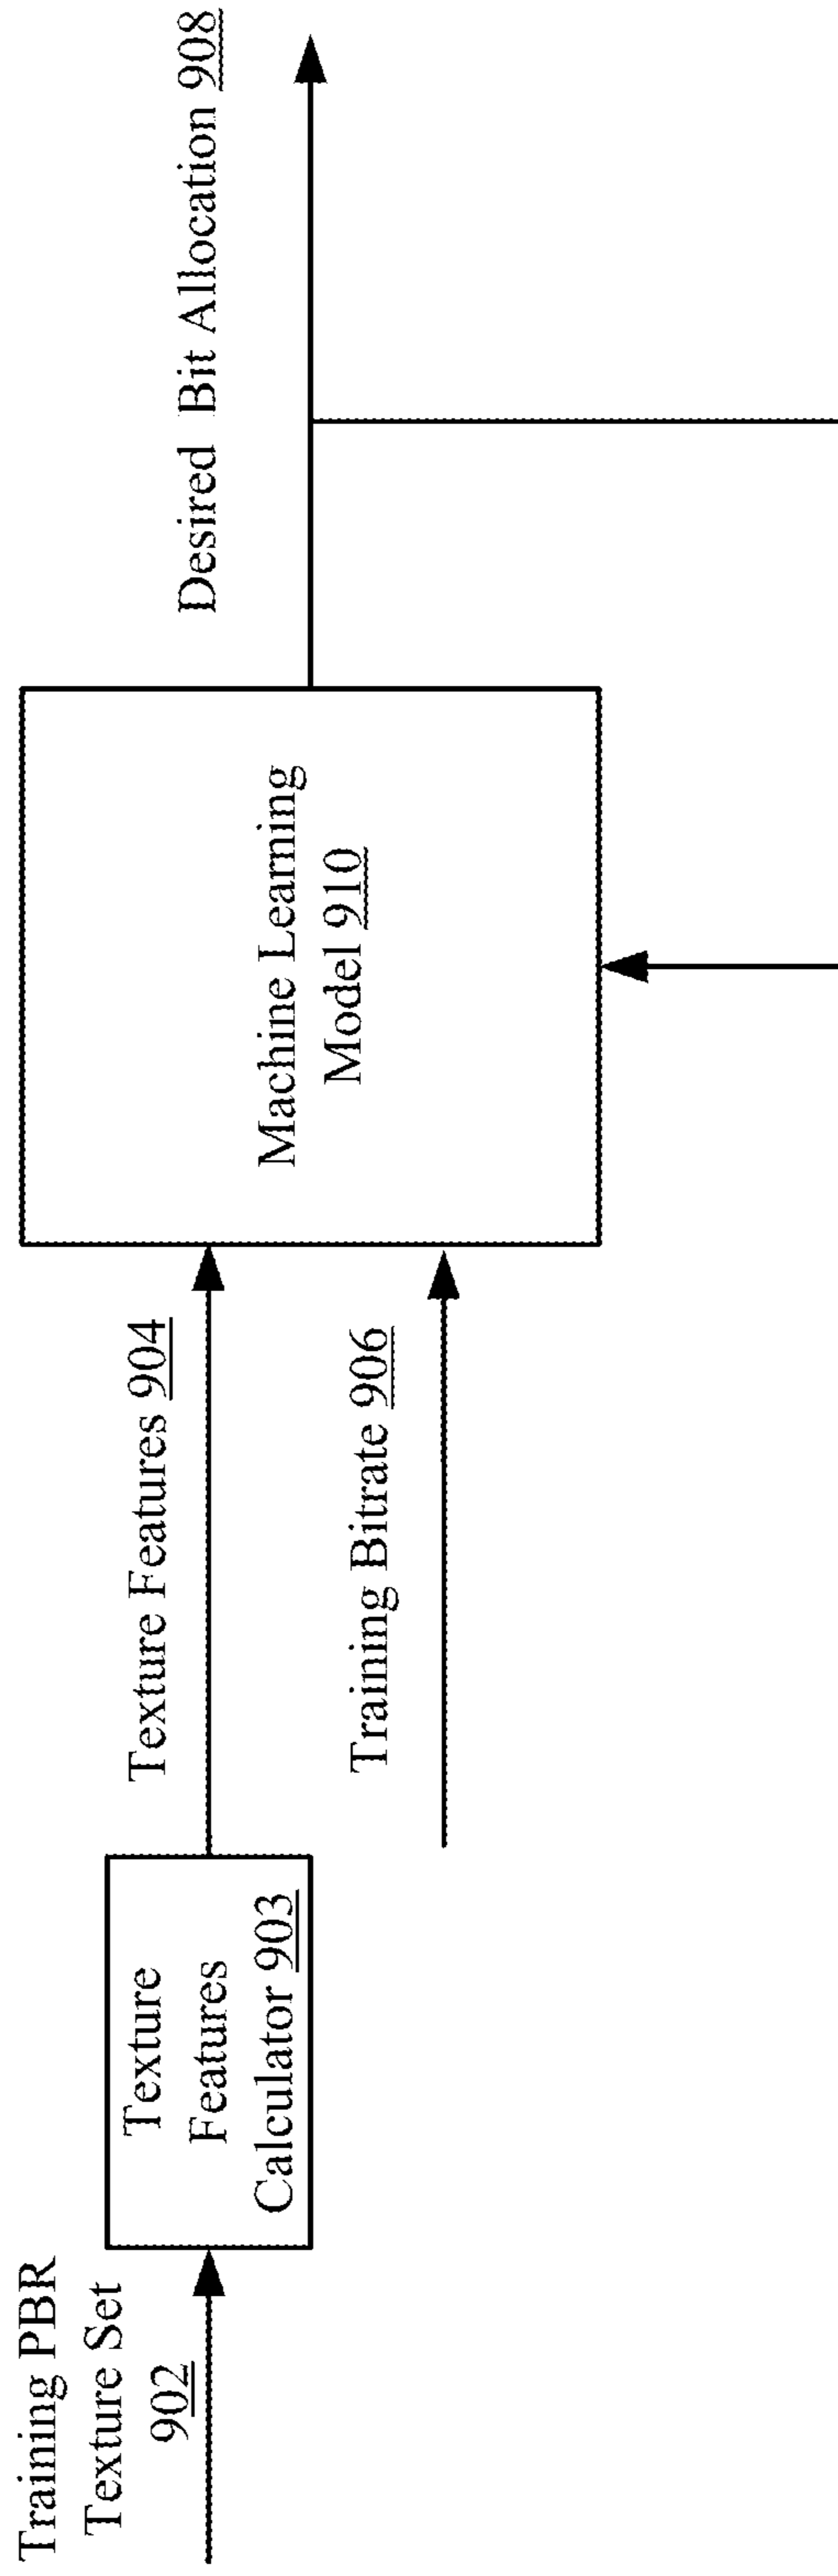 Training PBR
Texture Set
902
Texture
Features
Calculator 903
Texture Features 904
Training Bitrate 906
Machine Learning
Model 910
Desired Bit Allocation 908